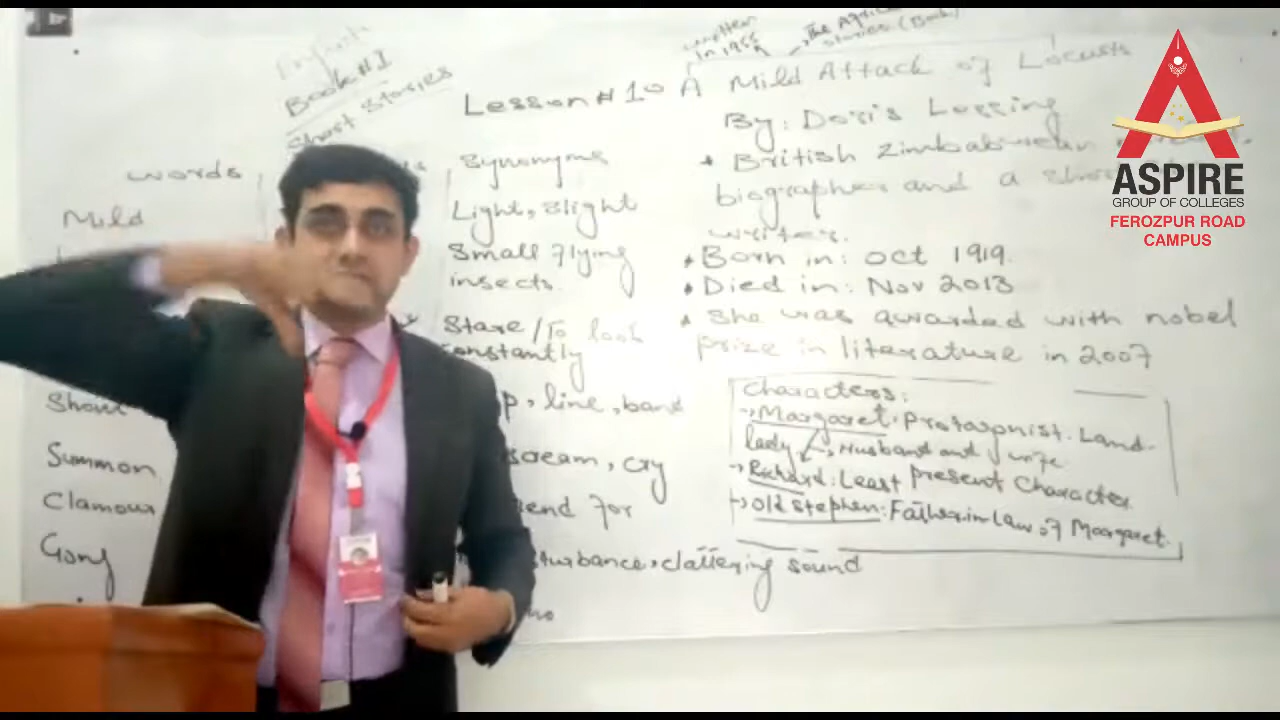 written
in 1955
The African
Stories (Book)
English
Book #1
Short Stories
Lesson # 10 A Mild Attack of Locusts
By: Doris Lessing
British Zimbabwean
biographer and a
writer.
Born in: Oct 1919.
Died in: Nov 2013
She was awarded with nobel
prize in literature in 2007
words
Synonyms
Mild
Light, Slight
Small flying
insects.
Stare/To look
constantly
line, band
Shout
scream, cry
Summon
send for
Clamour
clattering sound
Gong
Characters:
Margaret: Protagnist. Land-
lady
Husband and wife
Richard: Least Present Character
Old Stephen: Father in Law of Maargaret.
ASPIRE
GROUP OF COLLEGES
FEROZPUR ROAD
CAMPUS